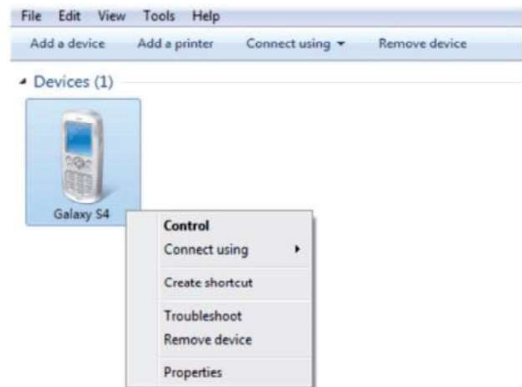 File Edit View Tools Help
Add a device Add a printer Connect using Remove device
Devices (1)
Galaxy S4
Control
Connect using
Create shortcut
Troubleshoot
Remove device
Properties